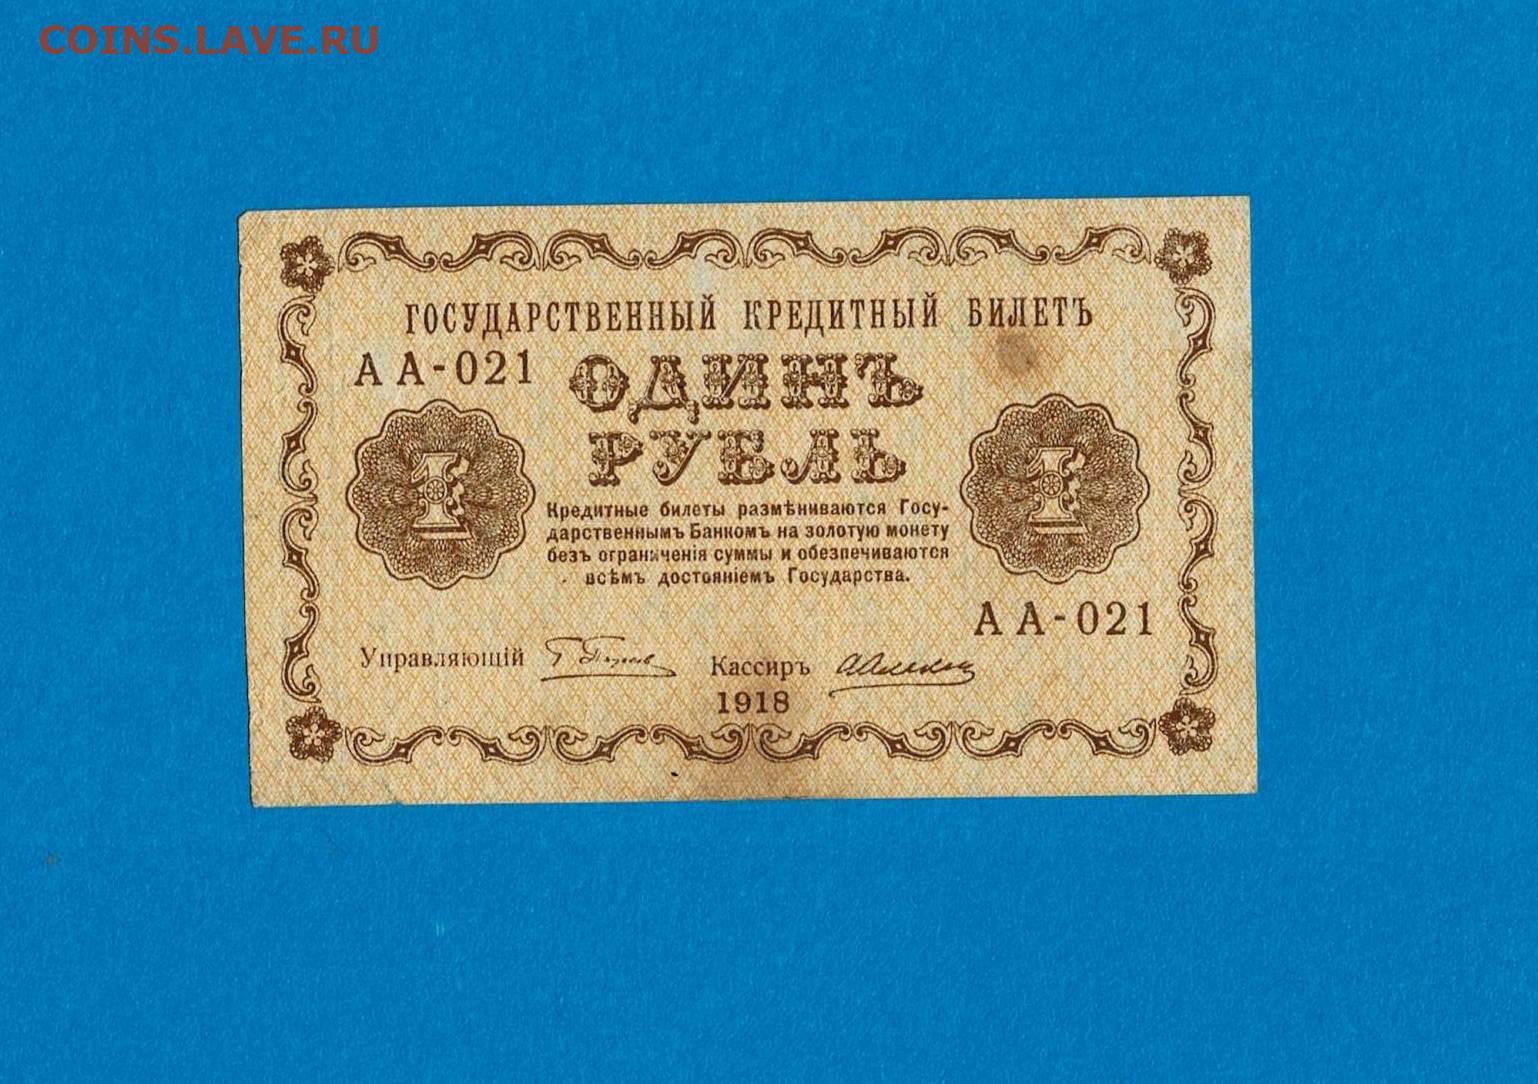 COINS.LAVE.RU
ГОСУДАРСТВЕННЫЙ КРЕДИТНЫЙ БИЛЕТЪ
АА-021
ОДИНЪ
РУБЛЬ
1
1
Кредитные билеты размѣниваются Госу-
дарственнымъ Банкомъ на золотую монету
безъ ограниченія суммы и обезпечиваются
всѣмъ достояніемъ Государства.
АА-021
Управляющій
Кассиръ
1918